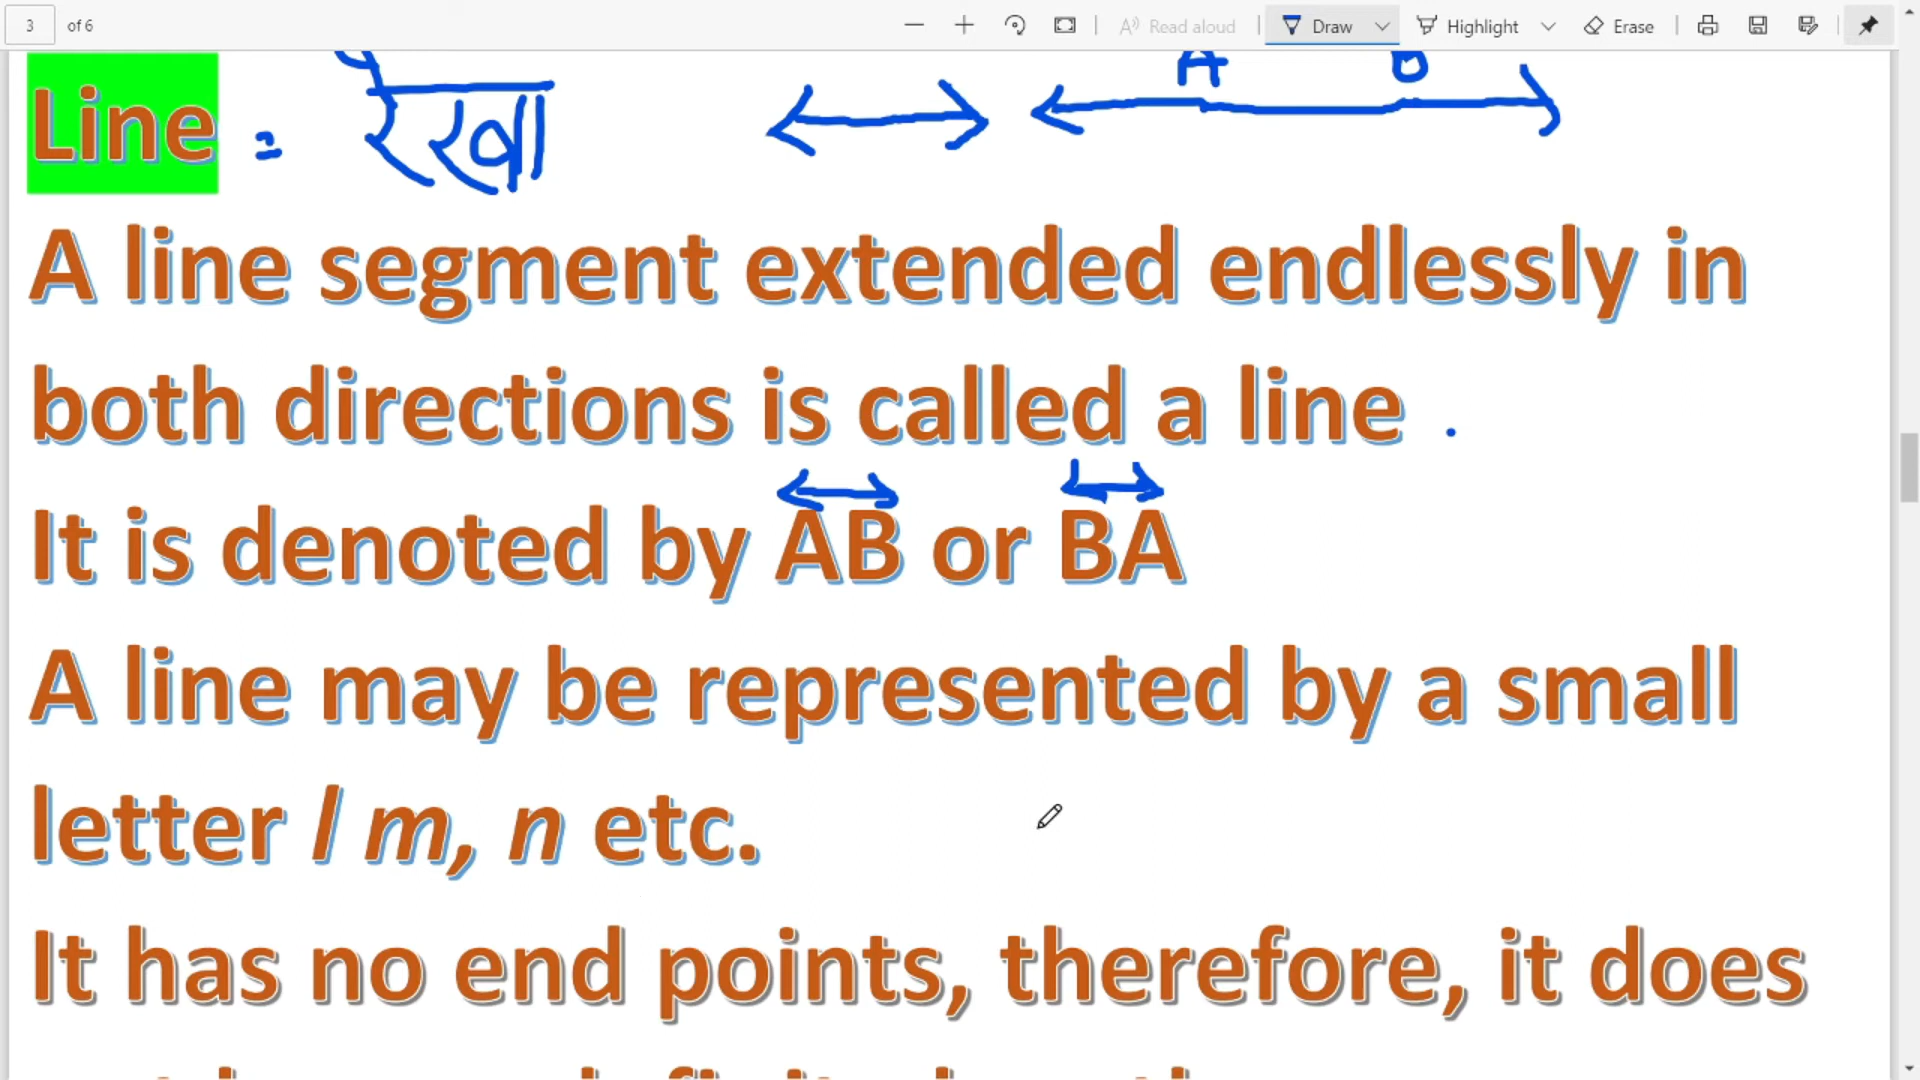 3 of 6 Read aloud Draw Highlight Erase
A B
Line = रेखा
A line segment extended endlessly in
both directions is called a line .
It is denoted by AB or BA
A line may be represented by a small
letter l m, n etc.
It has no end points, therefore, it does